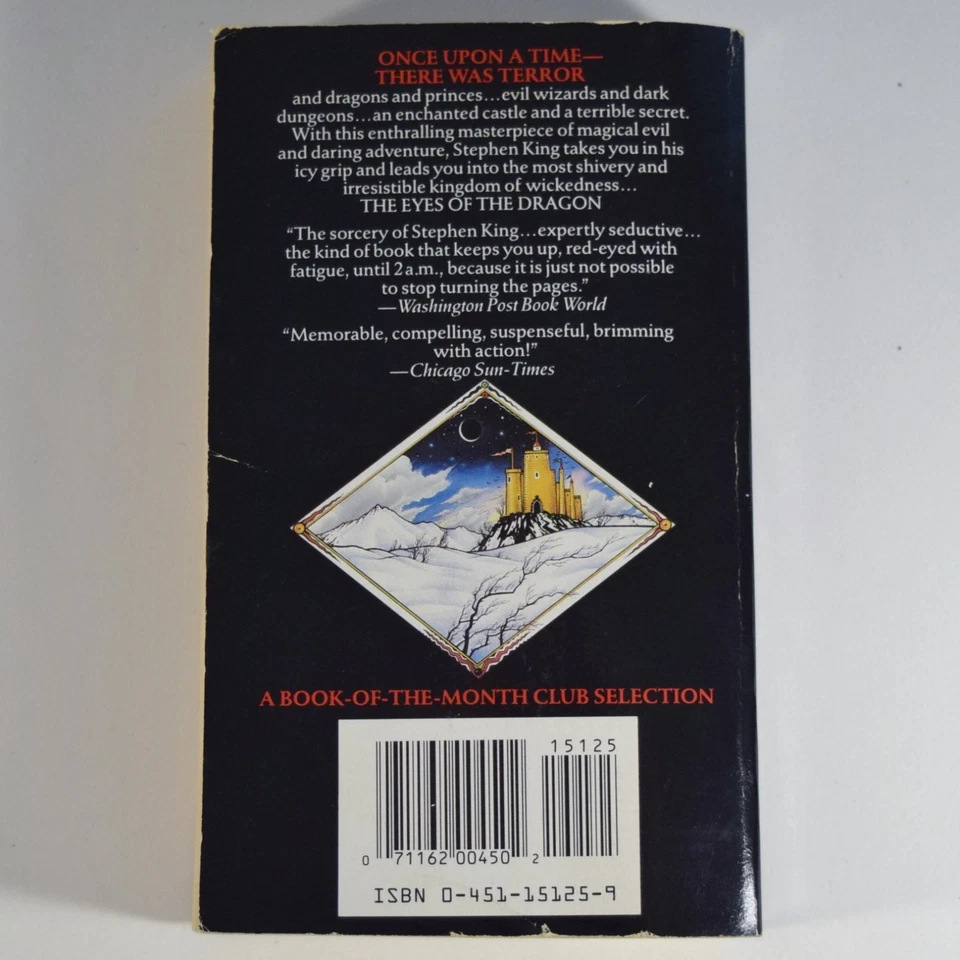 ONCE UPON A TIME—
THERE WAS TERROR
and dragons and princes...evil wizards and dark
dungeons...an enchanted castle and a terrible secret.
With this enthralling masterpiece of magical evil
and daring adventure, Stephen King takes you in his
icy grip and leads you into the most shivery and
irresistible kingdom of wickedness...
THE EYES OF THE DRAGON
“The sorcery of Stephen King...expertly seductive...
the kind of book that keeps you up, red-eyed with
fatigue, until 2 a.m., because it is just not possible
to stop turning the pages.”
—Washington Post Book World
“Memorable, compelling, suspenseful, brimming
with action!”
—Chicago Sun-Times
A BOOK-OF-THE-MONTH CLUB SELECTION
15125
0 71162 00450 2
ISBN 0-451-15125-9